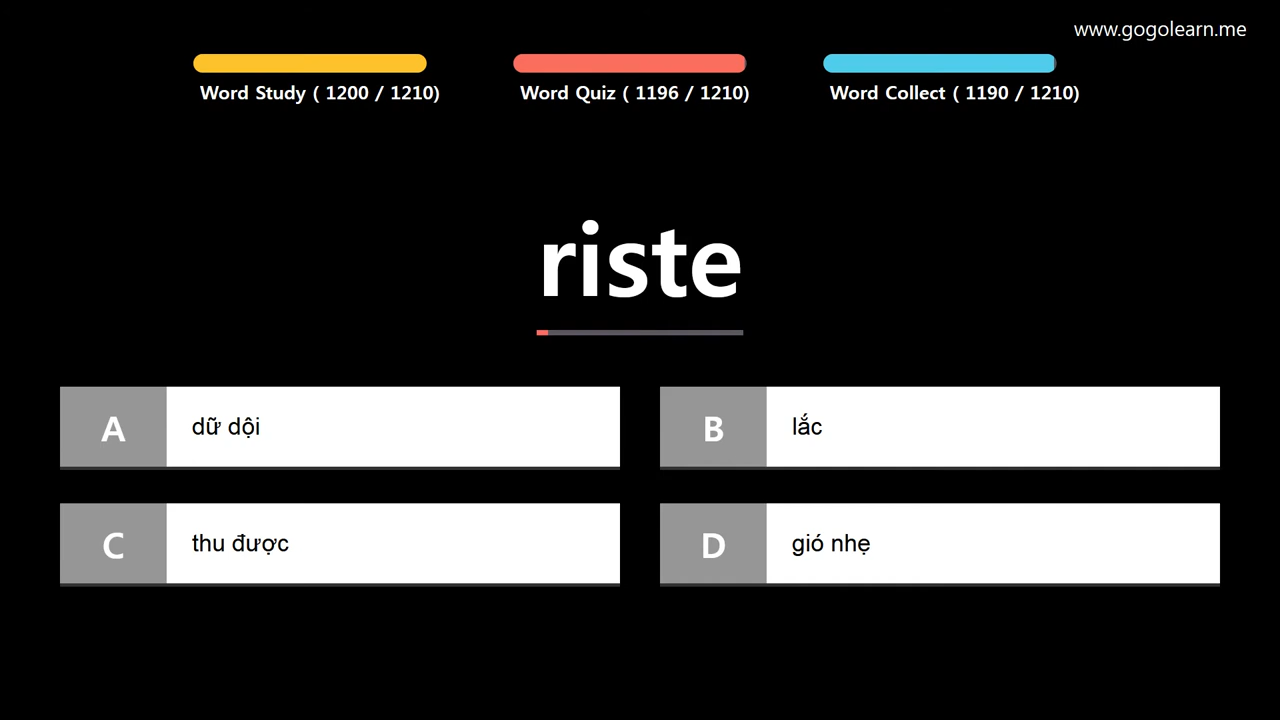 www.gogolearn.me
Word Study ( 1200 / 1210)
Word Quiz ( 1196 / 1210)
Word Collect ( 1190 / 1210)
riste
A dữ dội
B lắc
C thu được
D gió nhẹ